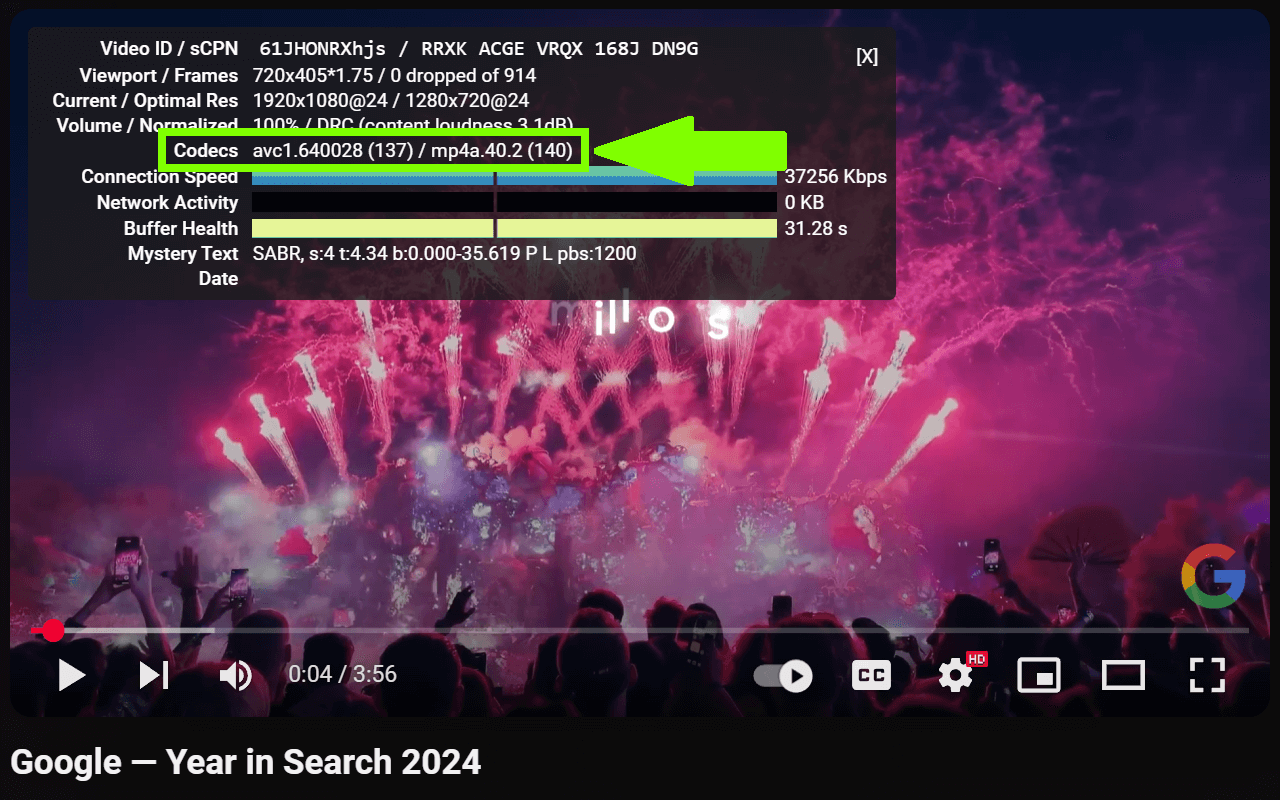 Video ID / sCPN 61JHONRXhjs / RRXK ACGE VRQX 168J DN9G
[X]
Viewport / Frames 720x405*1.75 / 0 dropped of 914
Current / Optimal Res 1920x1080@24 / 1280x720@24
Volume / Normalized 100% / DRC (content loudness 3.1dB)
Codecs avc1.640028 (137) / mp4a.40.2 (140)
Connection Speed 37256 Kbps
Network Activity 0 KB
Buffer Health 31.28 s
Mystery Text SABR, s:4 t:4.34 b:0.000-35.619 P L pbs:1200
Date
millos
G
0:04 / 3:56
CC
HD
Google — Year in Search 2024